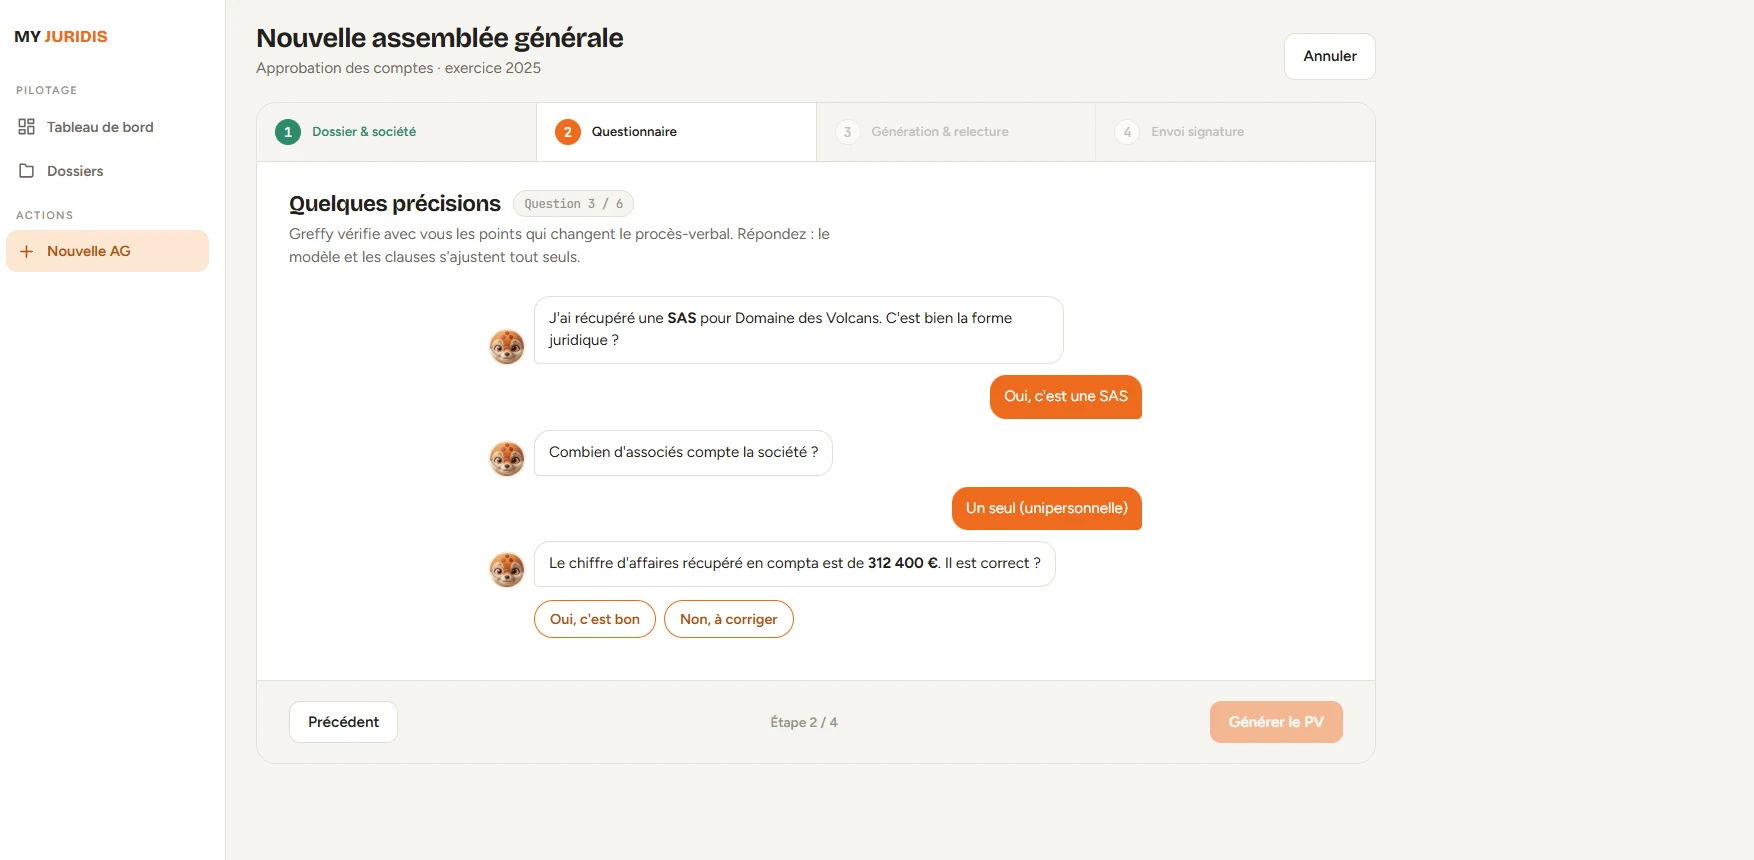 MY JURIDIS
PILOTAGE
Tableau de bord
Dossiers
ACTIONS
Nouvelle AG
Nouvelle assemblée générale
Approbation des comptes · exercice 2025
Annuler
1 Dossier & société
2 Questionnaire
3 Génération & relecture
4 Envoi signature
Quelques précisions Question 3 / 6
Greffy vérifie avec vous les points qui changent le procès-verbal. Répondez : le
modèle et les clauses s'ajustent tout seuls.
J'ai récupéré une SAS pour Domaine des Volcans. C'est bien la forme
juridique ?
Oui, c'est une SAS
Combien d'associés compte la société ?
Un seul (unipersonnelle)
Le chiffre d'affaires récupéré en compta est de 312 400 €. Il est correct ?
Oui, c'est bon
Non, à corriger
Précédent
Étape 2 / 4
Générer le PV